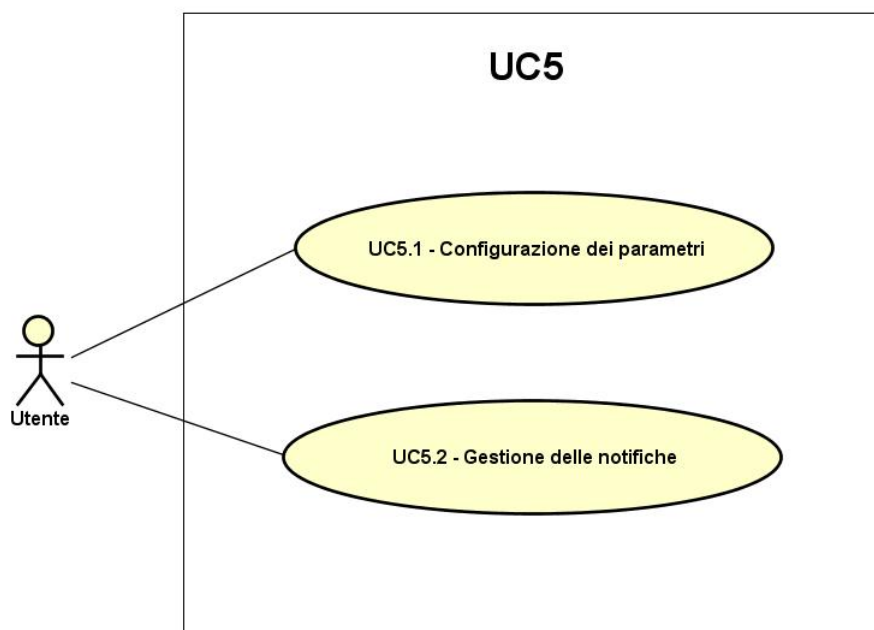 UC5
UC5.1 - Configurazione dei parametri
Utente
UC5.2 - Gestione delle notifiche